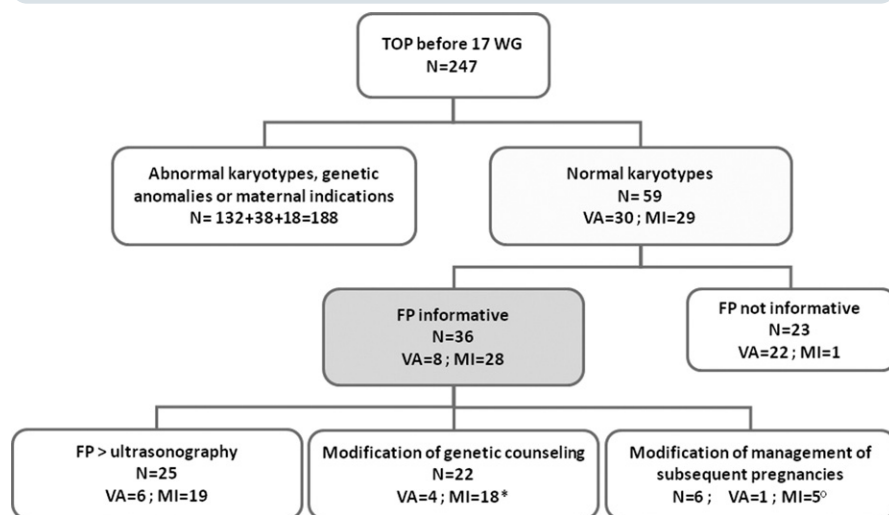 TOP before 17 WG
N=247
Abnormal karyotypes, genetic
anomalies or maternal indications
N= 132+38+18=188
Normal karyotypes
N= 59
VA=30 ; MI=29
FP informative
N=36
VA=8 ; MI=28
FP not informative
N=23
VA=22 ; MI=1
FP > ultrasonography
N=25
VA=6 ; MI=19
Modification of genetic counseling
N=22
VA=4 ; MI=18*
Modification of management of
subsequent pregnancies
N=6 ; VA=1 ; MI=5°